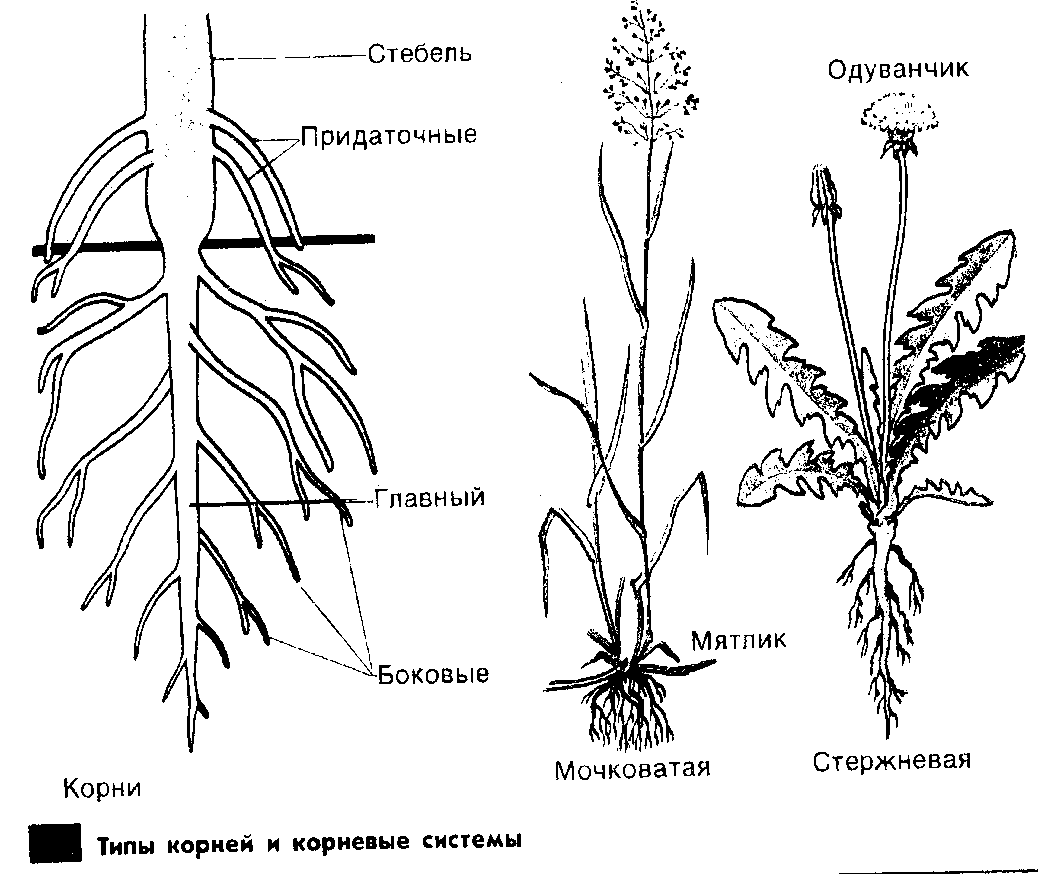 Стебель
Придаточные
Главный
Боковые
Корни
Мятлик
Мочковатая
Одуванчик
Стержневая
Типы корней и корневые системы